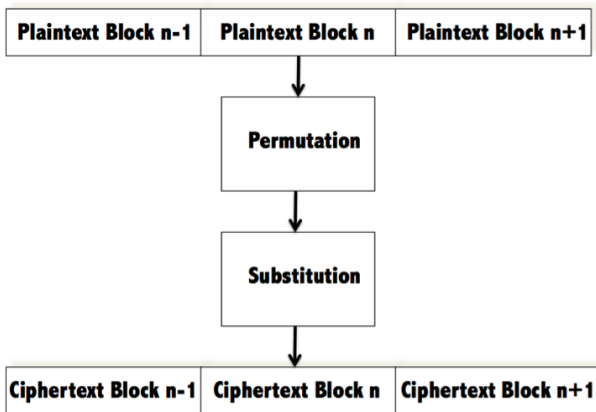 Plaintext Block n-1 Plaintext Block n Plaintext Block n+1
Permutation
Substitution
Ciphertext Block n-1 Ciphertext Block n Ciphertext Block n+1